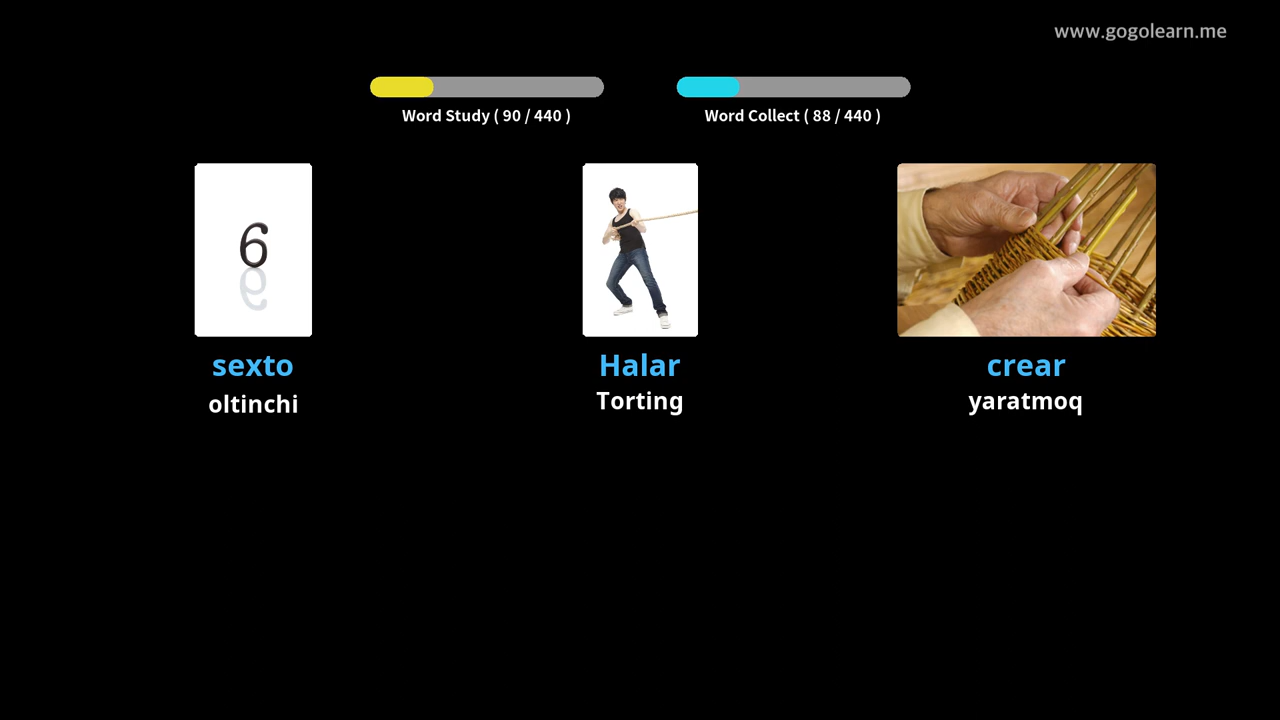 www.gogolearn.me
Word Study ( 90 / 440 )
Word Collect ( 88 / 440 )
6
sexto
oltinchi
Halar
Torting
crear
yaratmoq